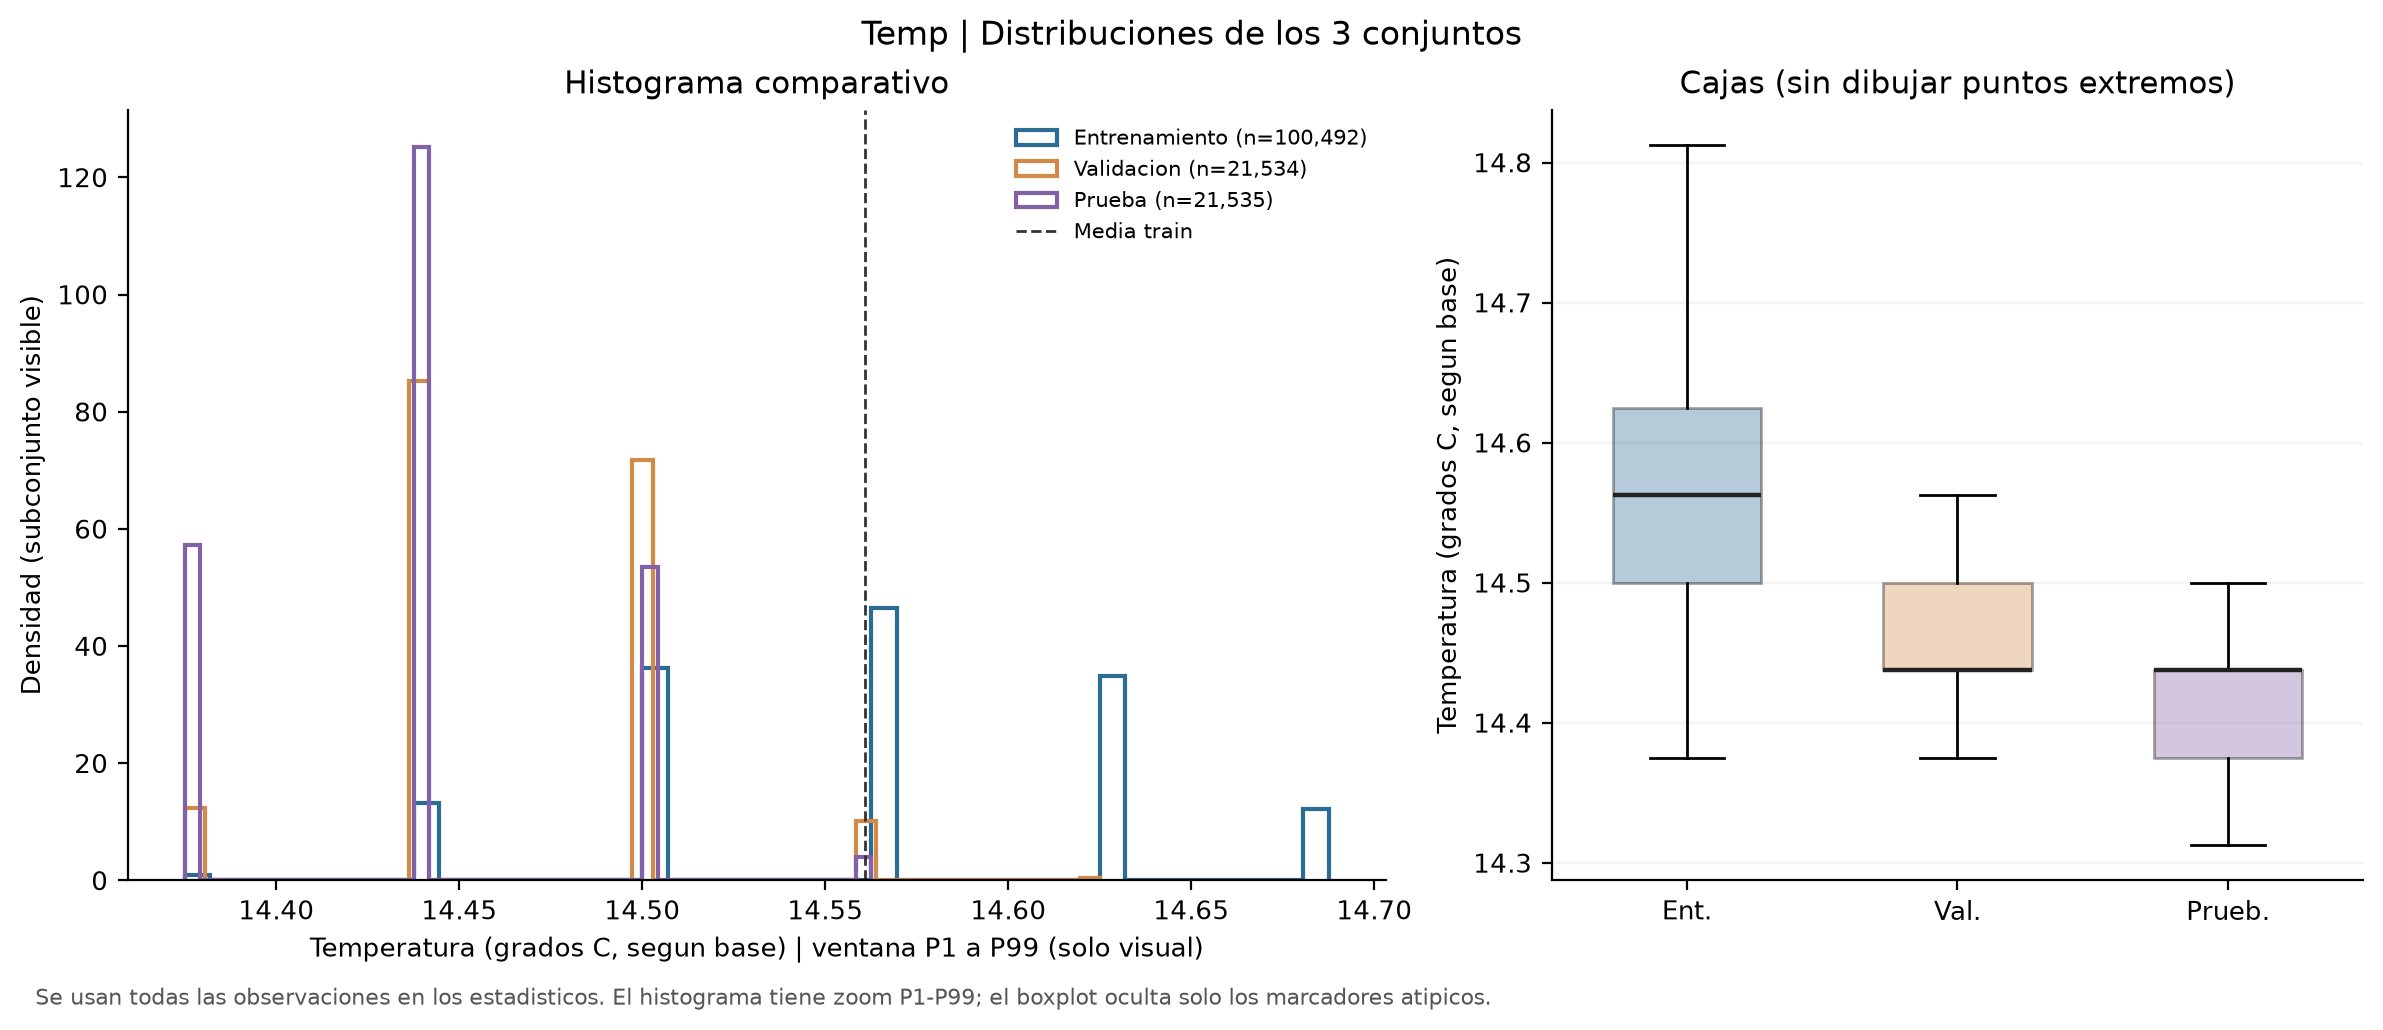 Temp | Distribuciones de los 3 conjuntos
Histograma comparativo
Densidad (subconjunto visible)
120
100
80
60
40
20
0
Entrenamiento (n=100,492)
Validacion (n=21,534)
Prueba (n=21,535)
Media train
14.40 14.45 14.50 14.55 14.60 14.65 14.70
Temperatura (grados C, segun base) | ventana P1 a P99 (solo visual)
Cajas (sin dibujar puntos extremos)
Temperatura (grados C, segun base)
14.8
14.7
14.6
14.5
14.4
14.3
Ent. Val. Prueb.
Se usan todas las observaciones en los estadisticos. El histograma tiene zoom P1-P99; el boxplot oculta solo los marcadores atipicos.